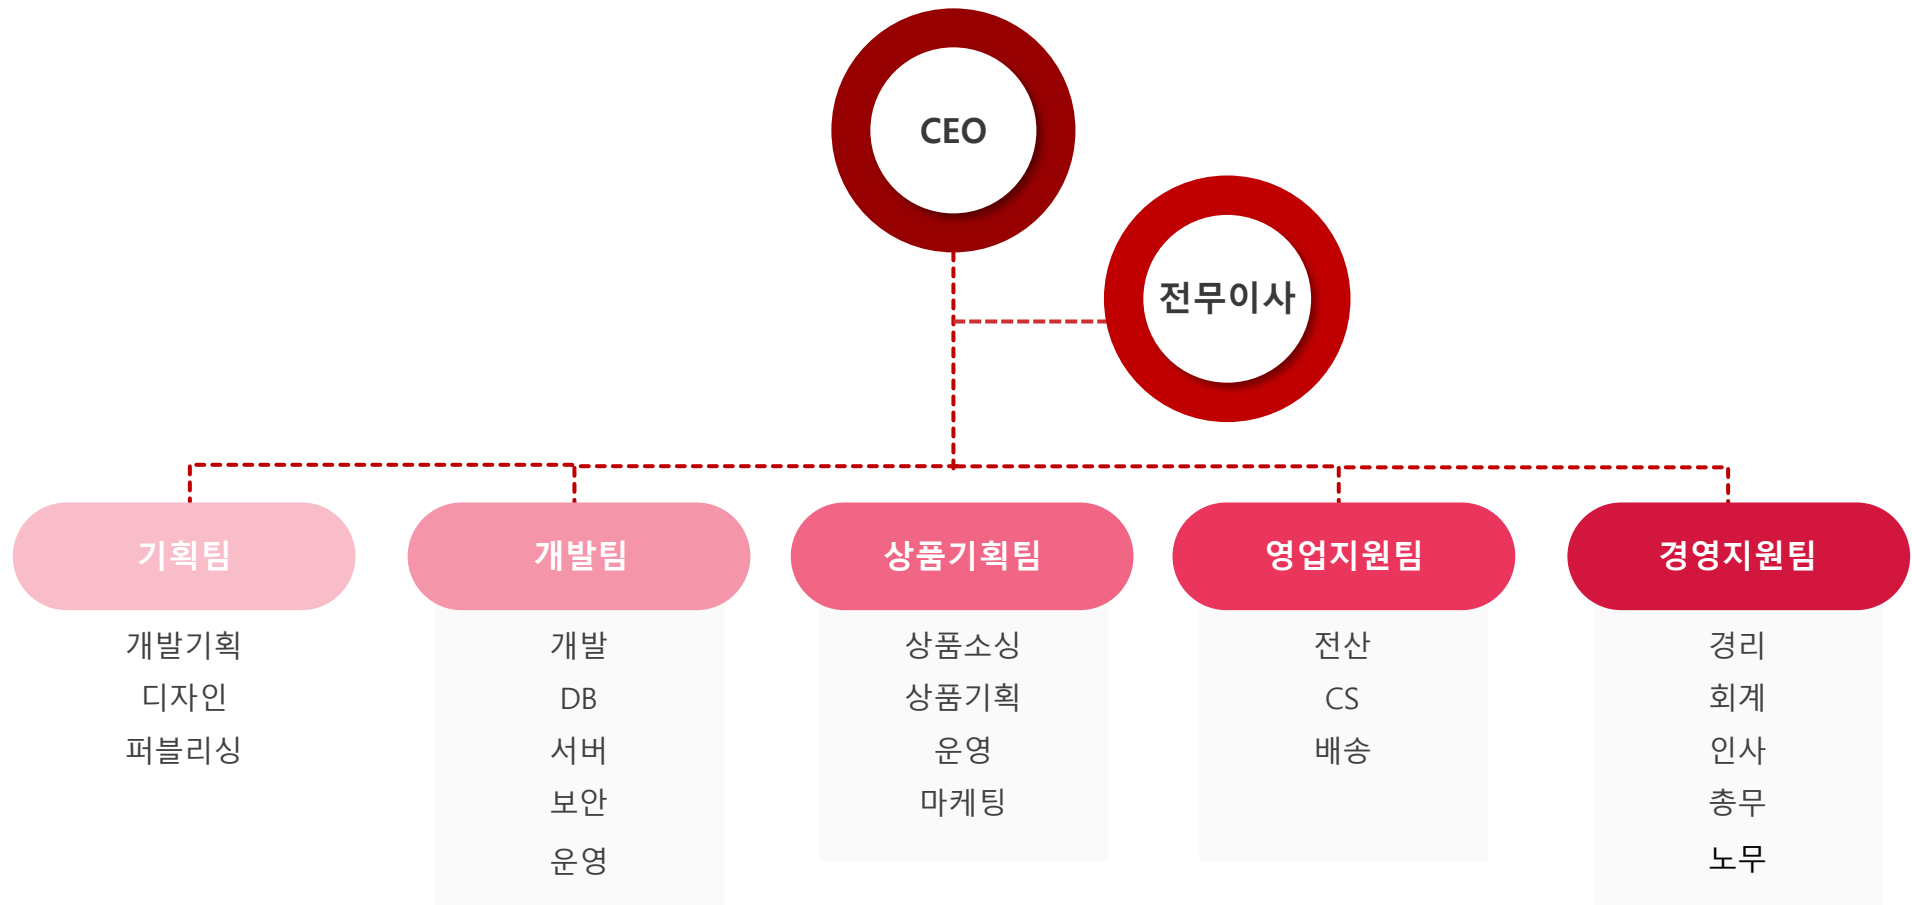 CEO
전무이사
기획팀
개발기획
디자인
퍼블리싱
개발팀
개발
DB
서버
보안
운영
상품기획팀
상품소싱
상품기획
운영
마케팅
영업지원팀
전산
CS
배송
경영지원팀
경리
회계
인사
총무
노무